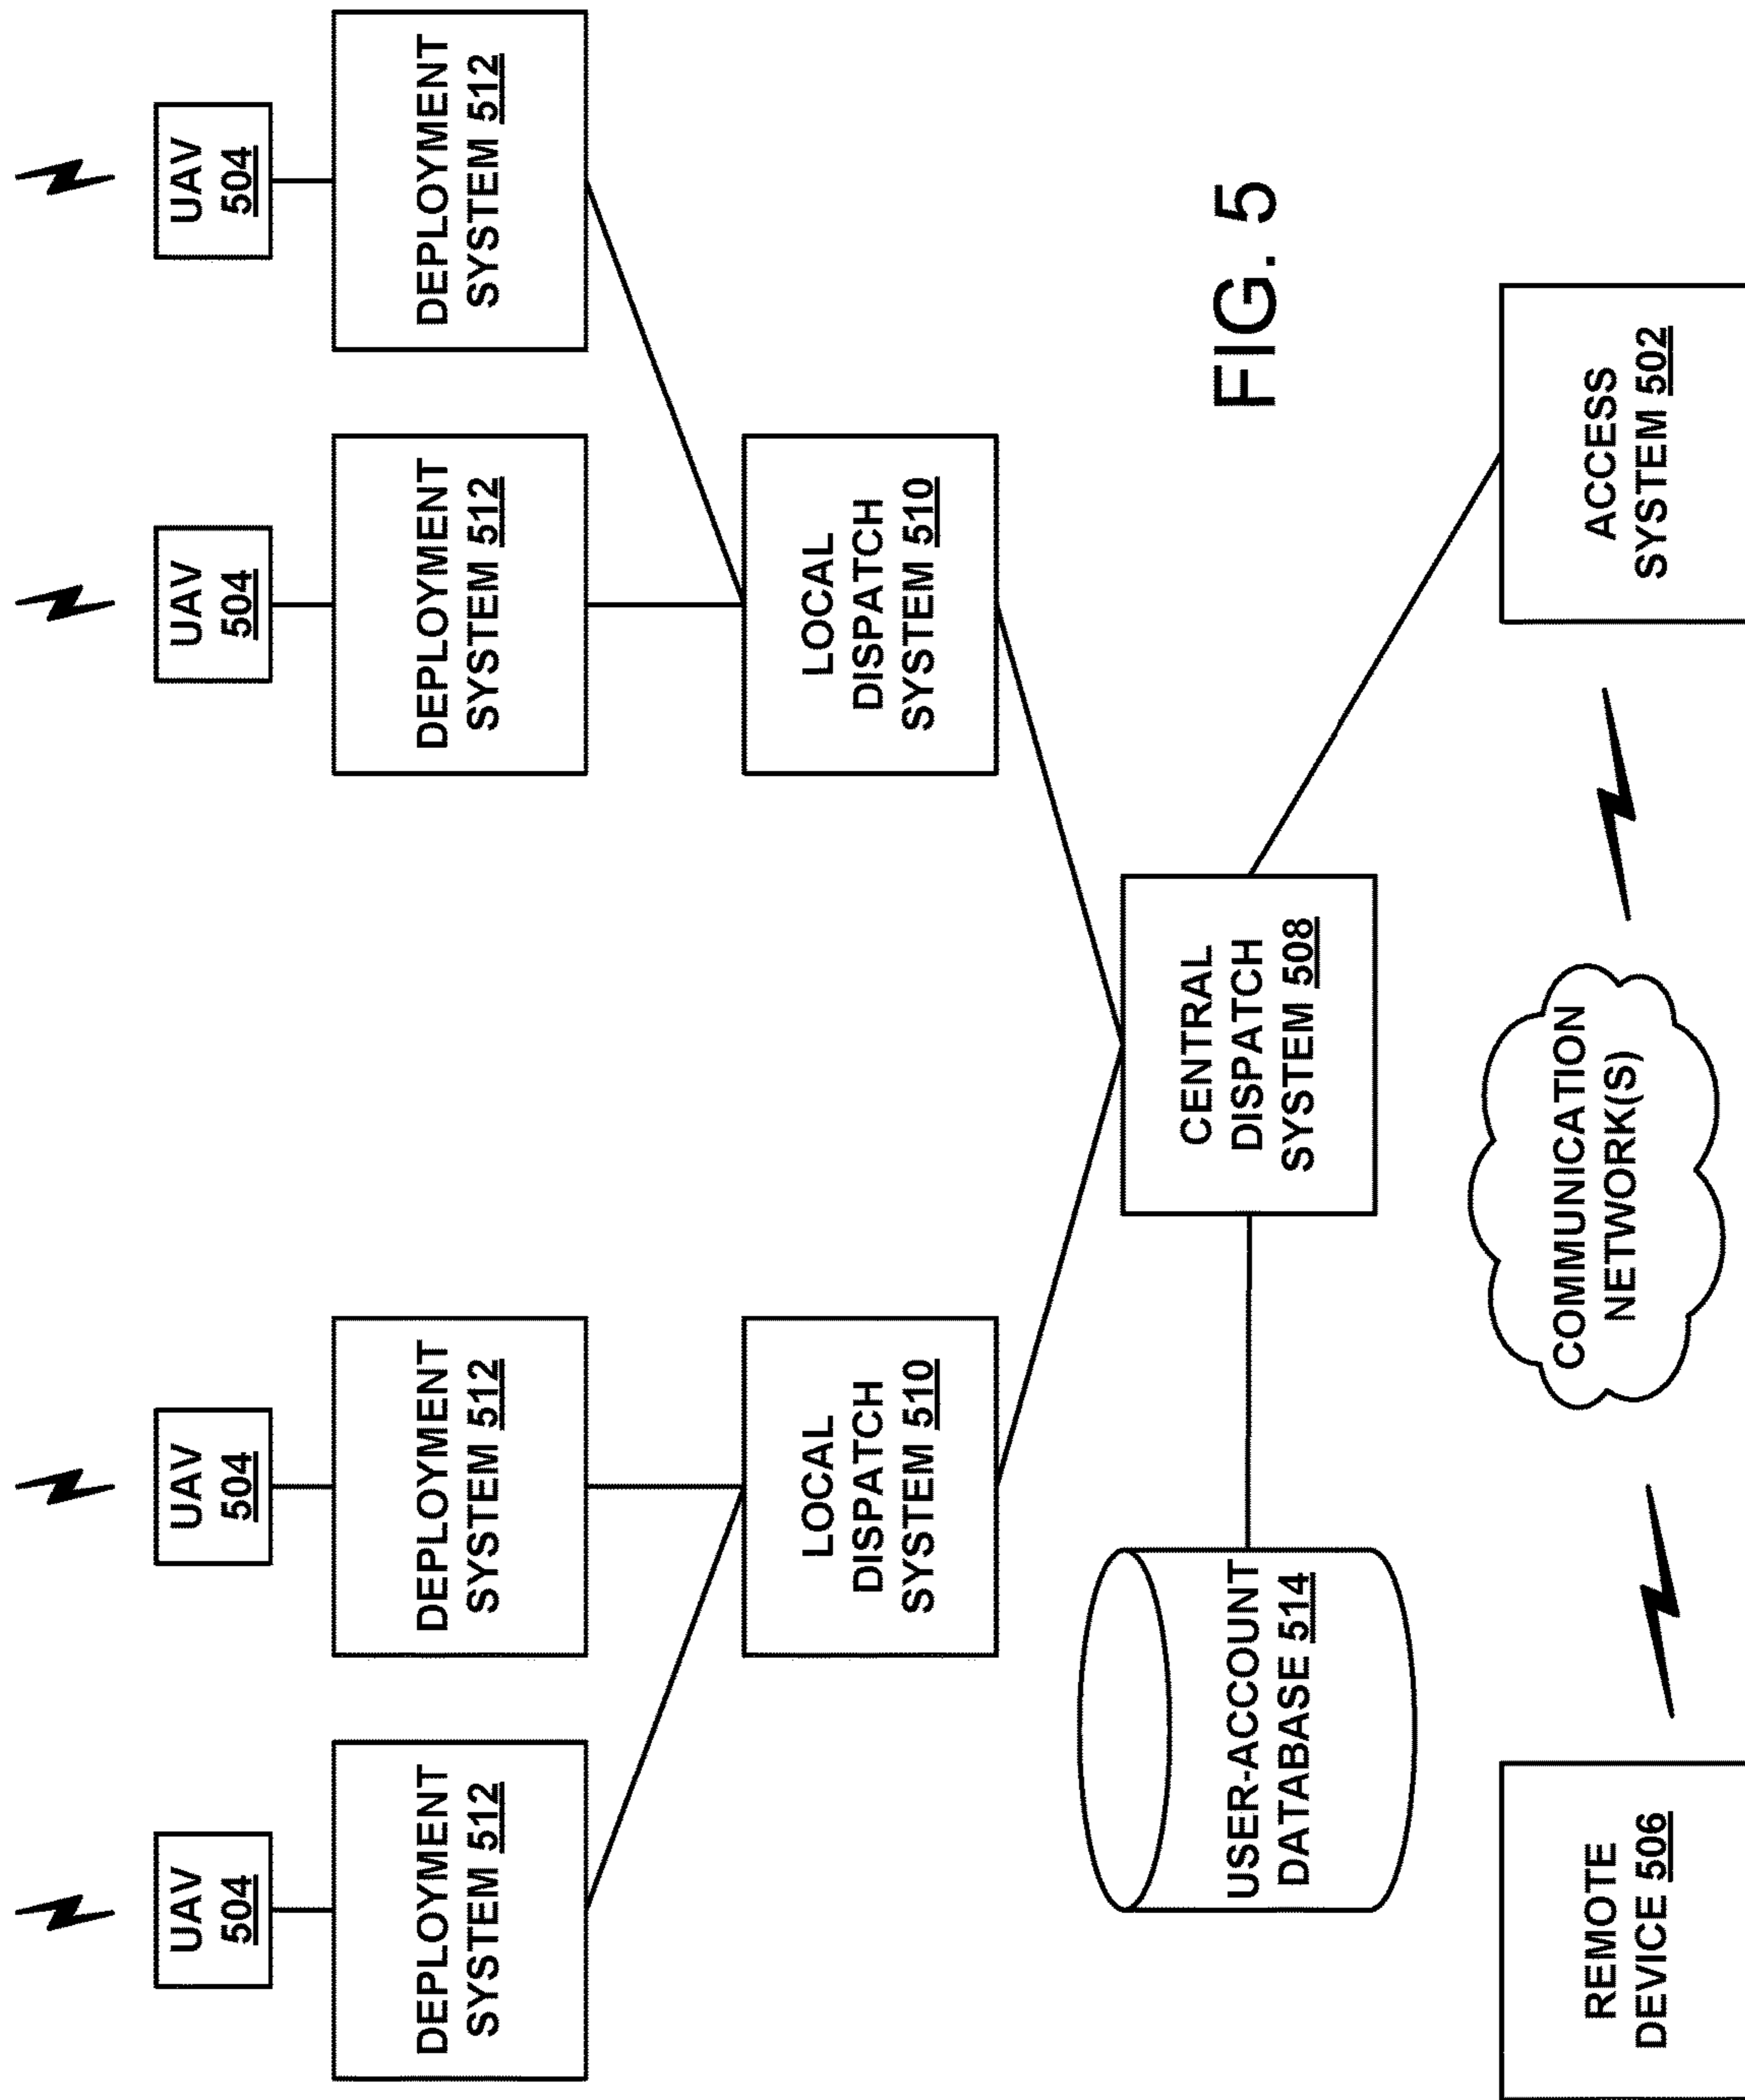 UAV
504
UAV
504
UAV
504
UAV
504
DEPLOYMENT
SYSTEM 512
DEPLOYMENT
SYSTEM 512
DEPLOYMENT
SYSTEM 512
DEPLOYMENT
SYSTEM 512
LOCAL
DISPATCH
SYSTEM 510
LOCAL
DISPATCH
SYSTEM 510
USER-ACCOUNT
DATABASE 514
CENTRAL
DISPATCH
SYSTEM 508
FIG. 5
REMOTE
DEVICE 506
COMMUNICATION
NETWORK(S)
ACCESS
SYSTEM 502